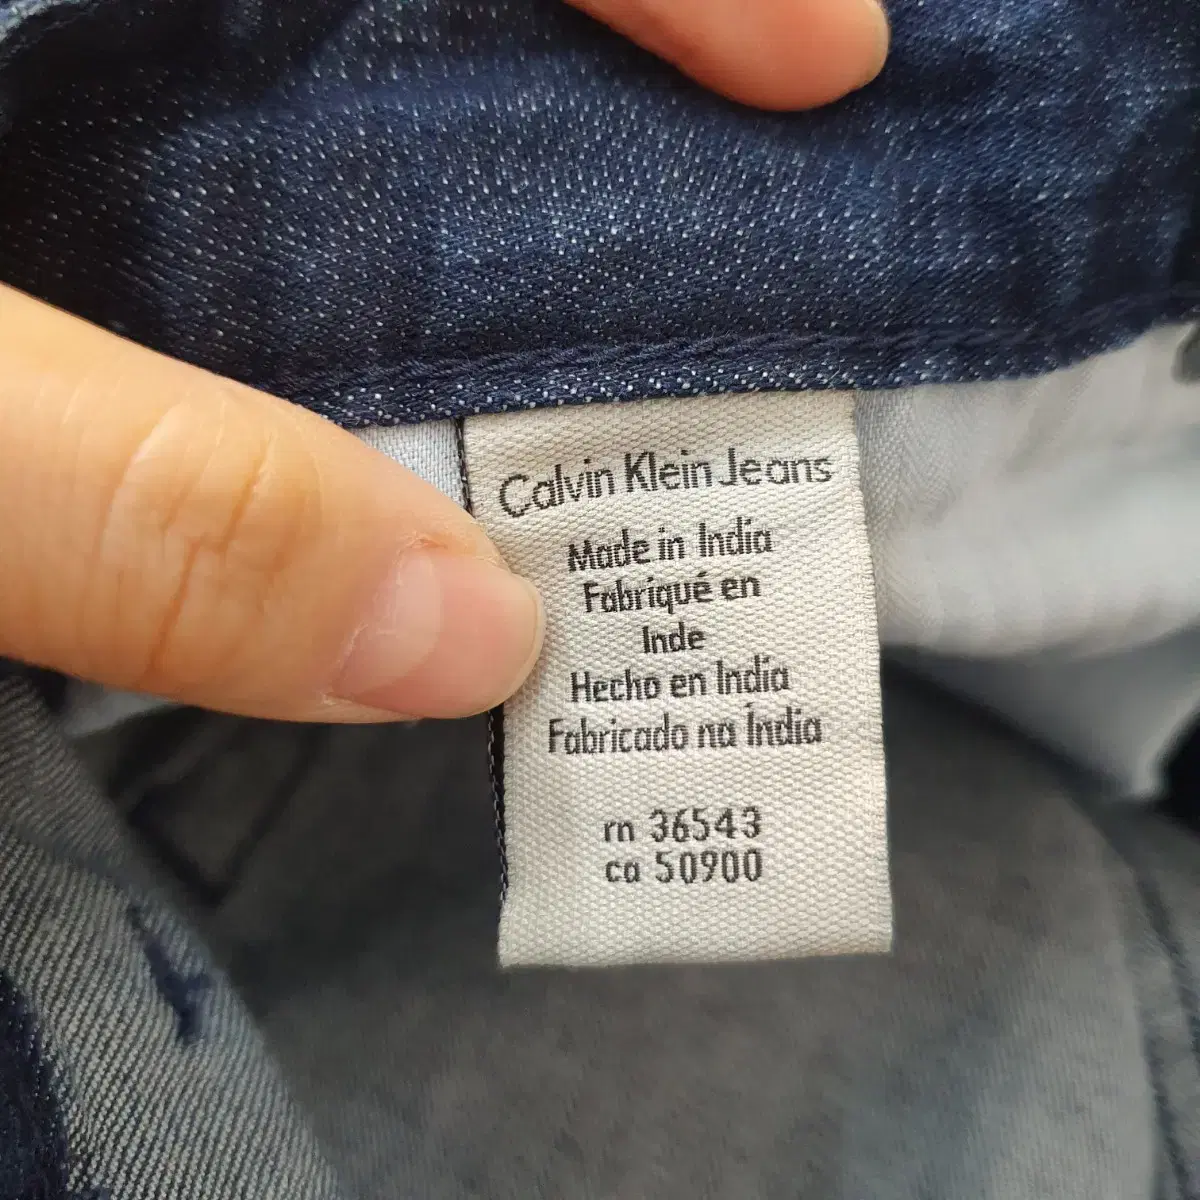 Calvin Klein Jeans
Made in India
Fabriqué en
Inde
Hecho en India
Fabricado na Índia
rn 36543
ca 50900